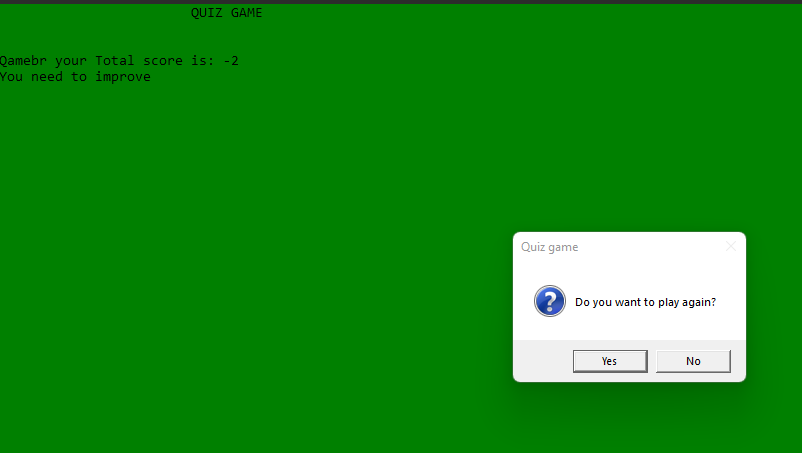 QUIZ GAME
Qamebr your Total score is: -2
You need to improve
Quiz game
Do you want to play again?
Yes
No